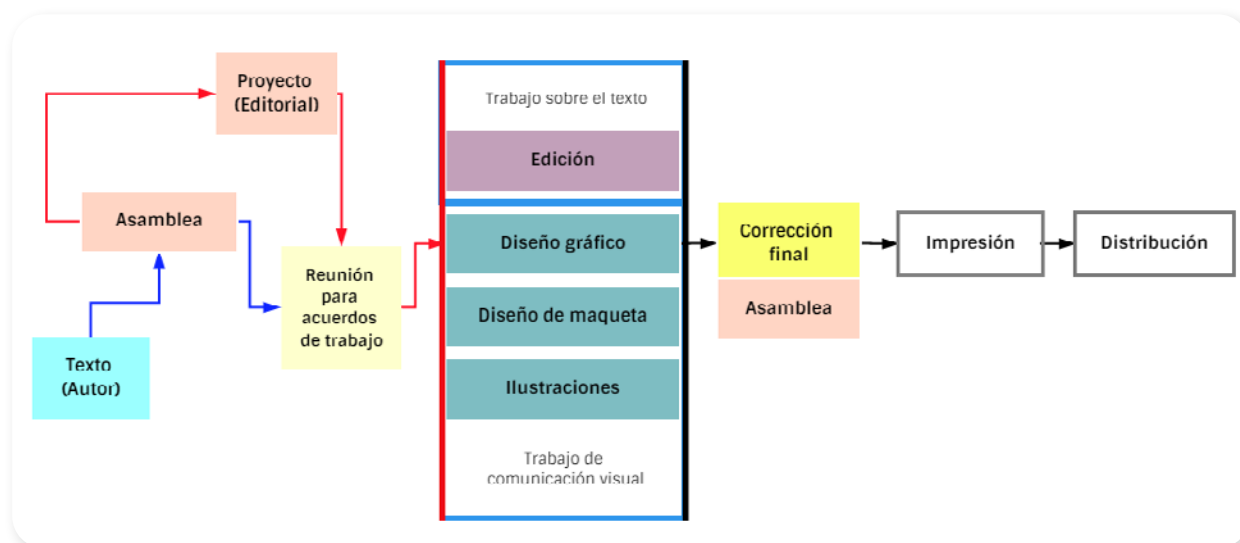 Proyecto
(Editorial)
Asamblea
Texto
(Autor)
Reunión
para
acuerdos
de trabajo
Trabajo sobre el texto
Edición
Diseño gráfico
Diseño de maqueta
Ilustraciones
Trabajo de
comunicación visual
Corrección
final
Asamblea
Impresión
Distribución